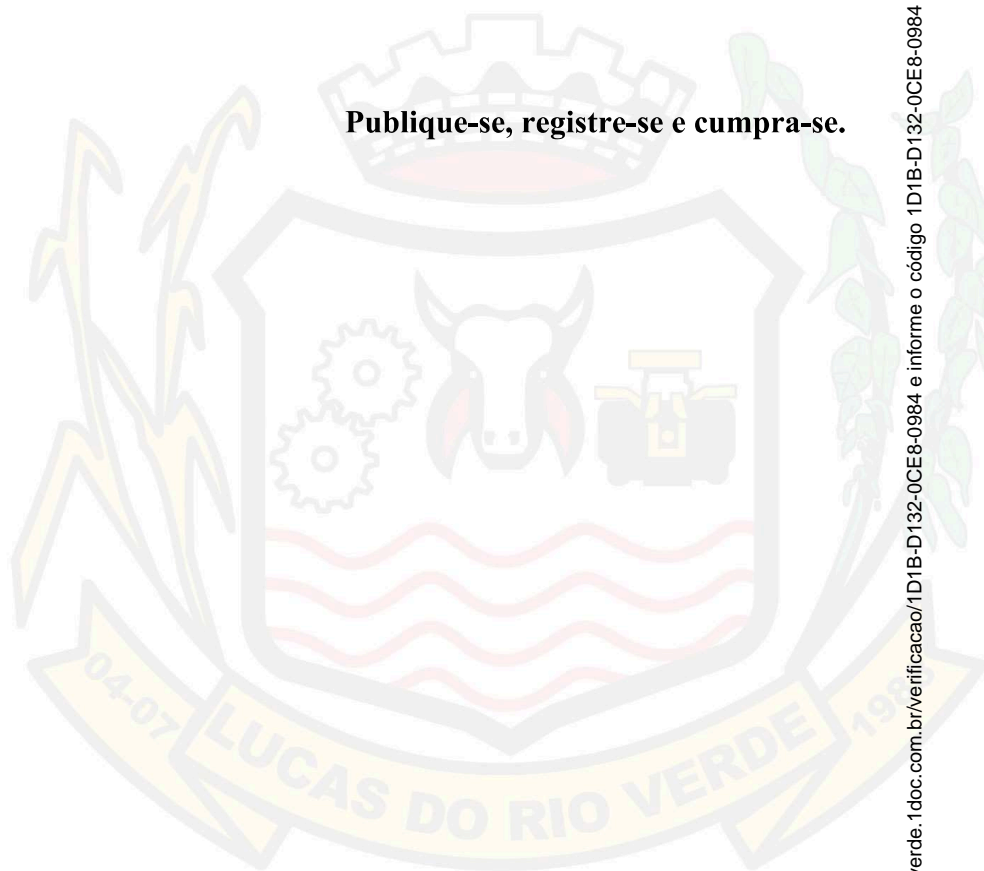 Publique-se, registre-se e cumpra-se.
04-07
LUCAS DO RIO VERDE
1988
verde.1doc.com.br/verificacao/1D1B-D132-0CE8-0984 e informe o código 1D1B-D132-0CE8-0984